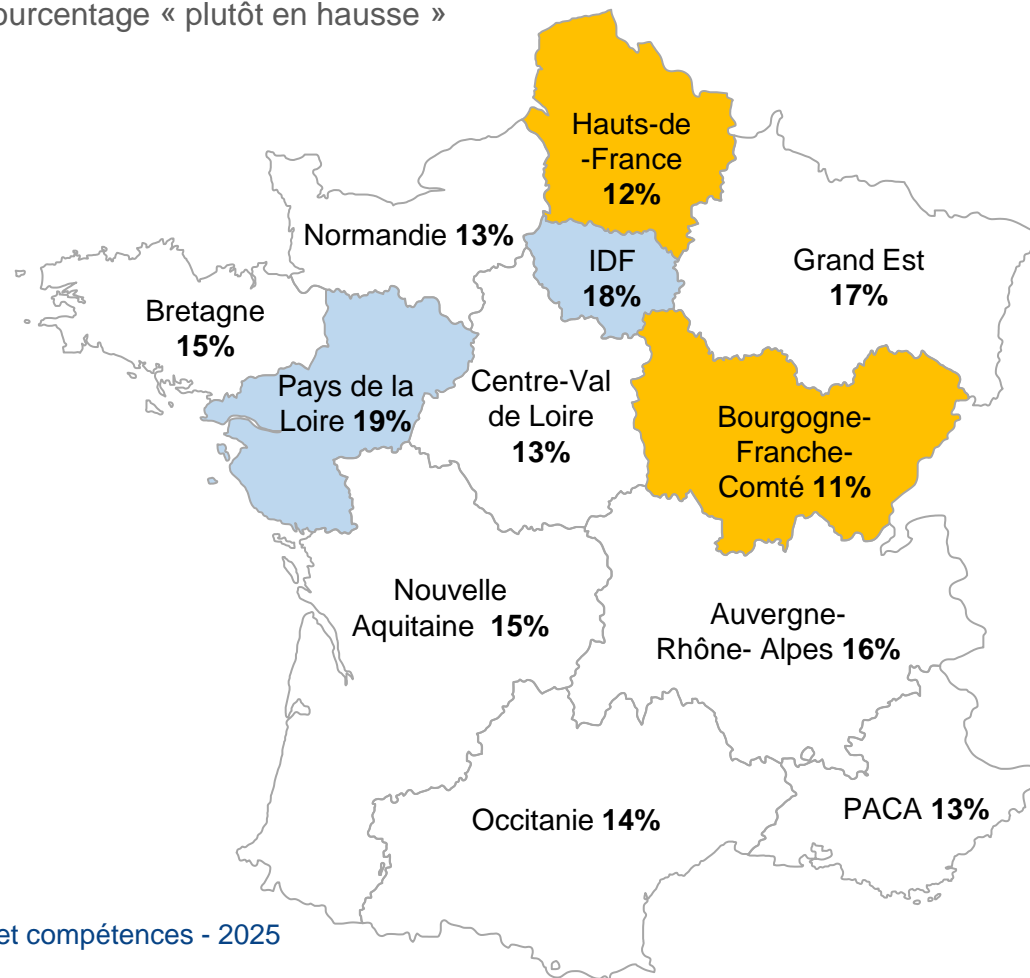 ourcentage « plutôt en hausse »
Hauts-de
-France
12%
Normandie 13%
IDF
18%
Grand Est
17%
Bretagne
15%
Pays de la
Loire 19%
Centre-Val
de Loire
13%
Bourgogne-
Franche-
Comté 11%
Nouvelle
Aquitaine 15%
Auvergne-
Rhône- Alpes 16%
Occitanie 14%
PACA 13%
et compétences - 2025